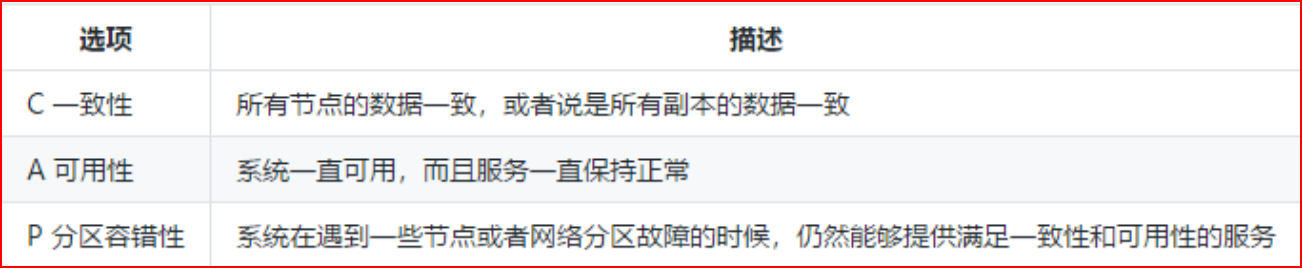 选项 描述
C 一致性 所有节点的数据一致，或者说是所有副本的数据一致
A 可用性 系统一直可用，而且服务一直保持正常
P 分区容错性 系统在遇到一些节点或者网络分区故障的时候，仍然能够提供满足一致性和可用性的服务